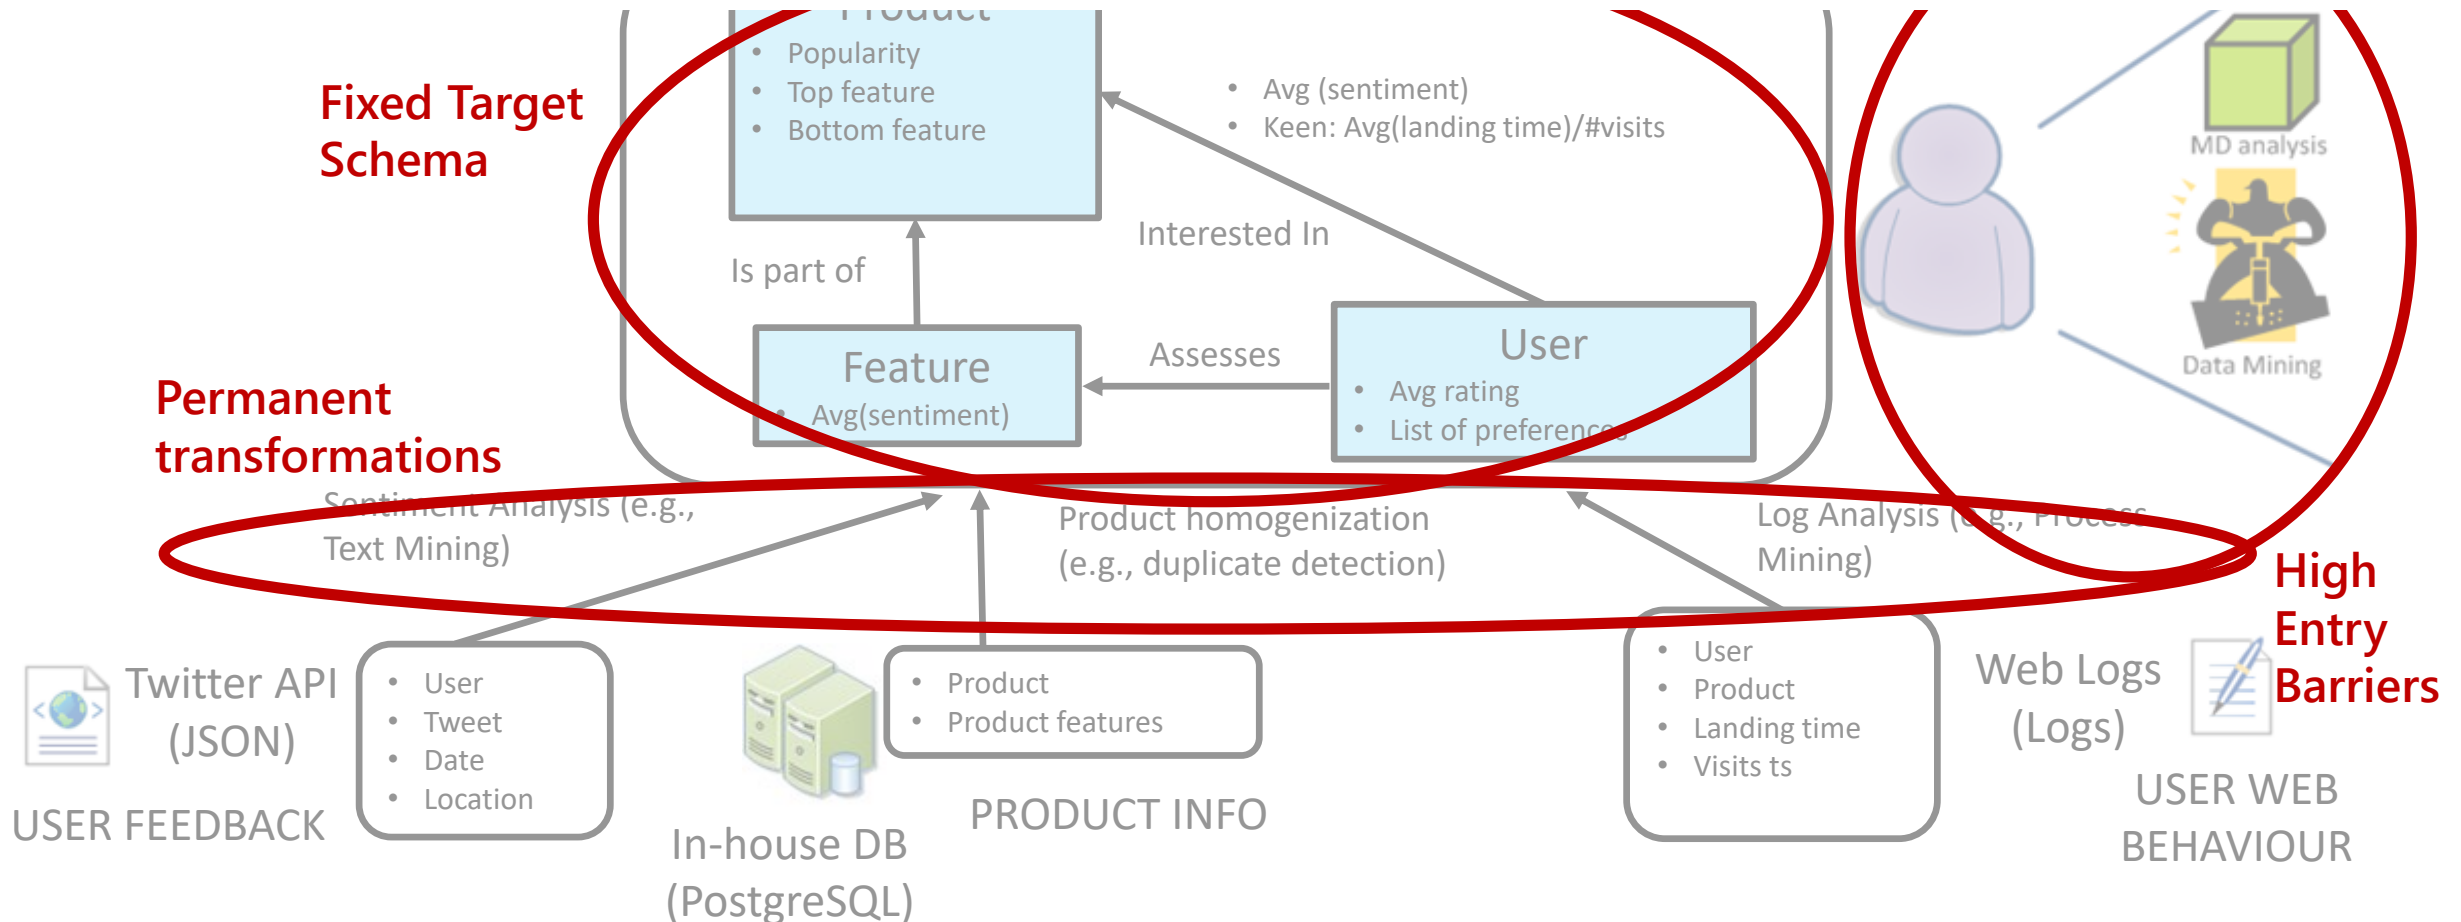 Product
• Popularity
• Top feature
• Bottom feature
Fixed Target
Schema
• Avg (sentiment)
• Keen: Avg(landing time)/#visits
MD analysis
Interested In
Is part of
Data Mining
Feature
• Avg(sentiment)
Assesses
User
• Avg rating
• List of preferences
Permanent
transformations
Sentiment Analysis (e.g.,
Text Mining)
Product homogenization
(e.g., duplicate detection)
Log Analysis (e.g., Process
Mining)
High
Entry
Barriers
Twitter API
(JSON)
USER FEEDBACK
• User
• Tweet
• Date
• Location
In-house DB
(PostgreSQL)
• Product
• Product features
PRODUCT INFO
• User
• Product
• Landing time
• Visits ts
Web Logs
(Logs)
USER WEB
BEHAVIOUR